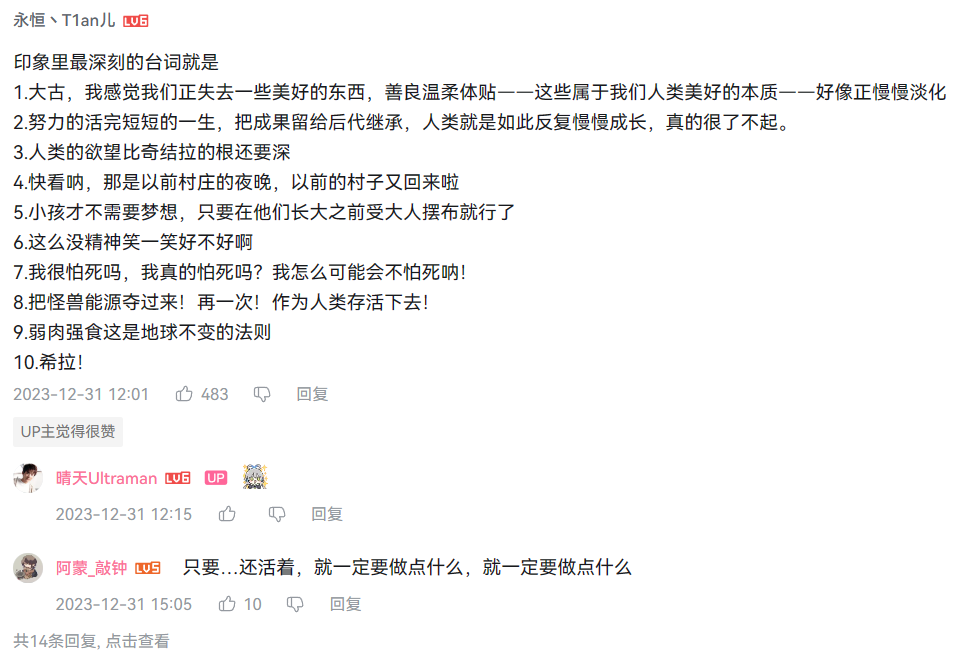 永恒丶T1an儿 LV6
印象里最深刻的台词就是
1.大古，我感觉我们正失去一些美好的东西，善良温柔体贴一一这些属于我们人类美好的本质一一好像正慢慢淡化
2.努力的活完短短的一生，把成果留给后代继承，人类就是如此反复慢慢成长，真的很了不起。
3.人类的欲望比奇结拉的根还要深
4.快看呐，那是以前村庄的夜晚，以前的村子又回来啦
5.小孩才不需要梦想，只要在他们长大之前受大人摆布就行了
6.这么没精神笑一笑好不好啊
7.我很怕死吗，我真的怕死吗？我怎么可能会不怕死呐！
8.把怪兽能源夺过来！再一次！作为人类存活下去！
9.弱肉强食这是地球不变的法则
10.希拉！
2023-12-31 12:01 483 回复
UP主觉得很赞
晴天Ultraman LV6 UP
2023-12-31 12:15 回复
阿蒙_敲钟 LV5 只要...还活着，就一定要做点什么，就一定要做点什么
2023-12-31 15:05 10 回复
共14条回复, 点击查看